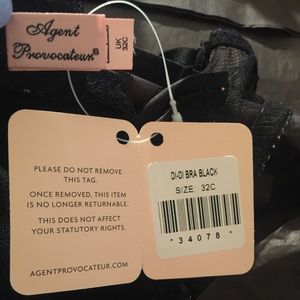 Agent
Provocateur®
UK
32C
PLEASE DO NOT REMOVE
THIS TAG.
ONCE REMOVED, THIS ITEM
IS NO LONGER RETURNABLE.
THIS DOES NOT AFFECT
YOUR STATUTORY RIGHTS.
AGENTPROVOCATEUR.COM
DI-DI BRA BLACK
SIZE 32C
*34078*